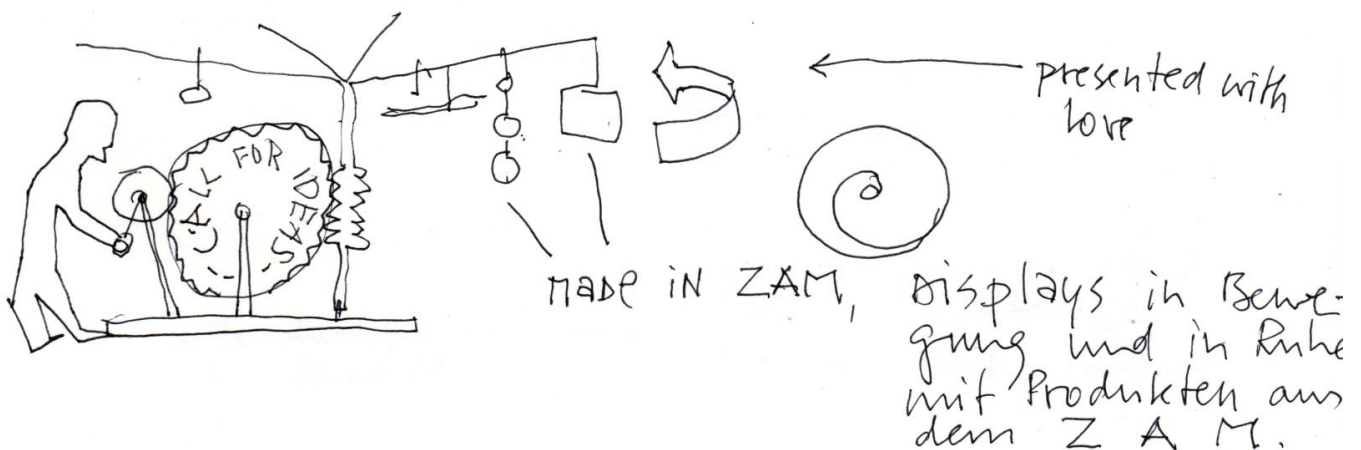 CALL FOR IDEAS
presented with
love
made in ZAM,
Displays in Bewe-
gung und in Ruhe
mit Produkten aus
dem Z A M.